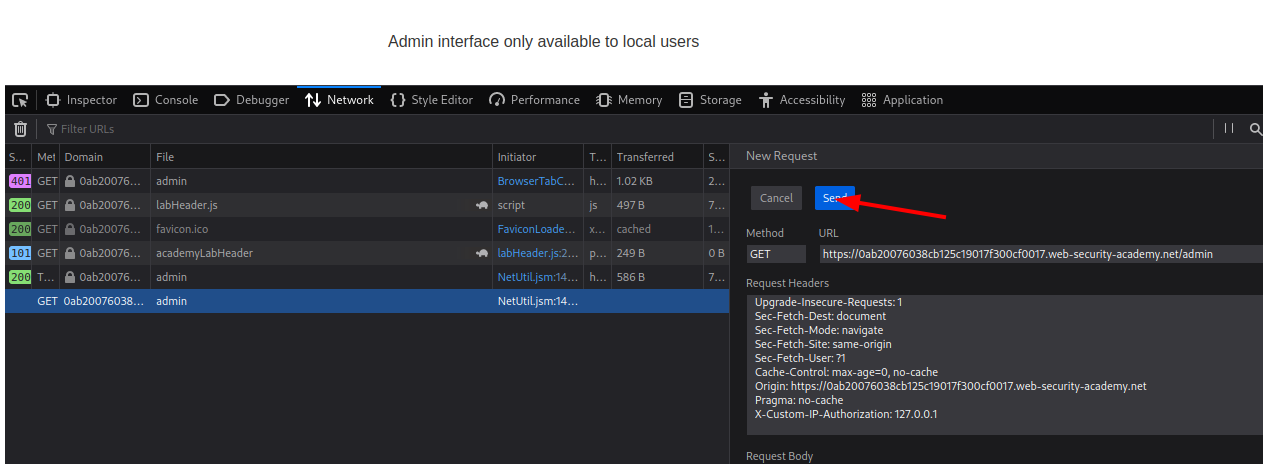 Admin interface only available to local users
Inspector Console Debugger Network Style Editor Performance Memory Storage Accessibility Application
Filter URLs
S... Met Domain File Initiator T... Transferred S...
401 GET 0ab20076... admin BrowserTabC... h... 1.02 KB 2...
200 GET 0ab20076... labHeader.js script js 497 B 7...
200 GET 0ab20076... favicon.ico FaviconLoade... x... cached 1...
101 GET 0ab20076... academyLabHeader labHeader.js:2... p... 249 B 0 B
200 T... 0ab20076... admin NetUtil.jsm:14... h... 586 B 7...
GET 0ab20076038... admin NetUtil.jsm:14...
New Request
Cancel Send
Method URL
GET https://0ab20076038cb125c19017f300cf0017.web-security-academy.net/admin
Request Headers
Upgrade-Insecure-Requests: 1
Sec-Fetch-Dest: document
Sec-Fetch-Mode: navigate
Sec-Fetch-Site: same-origin
Sec-Fetch-User: ?1
Cache-Control: max-age=0, no-cache
Origin: https://0ab20076038cb125c19017f300cf0017.web-security-academy.net
Pragma: no-cache
X-Custom-IP-Authorization: 127.0.0.1
Request Body